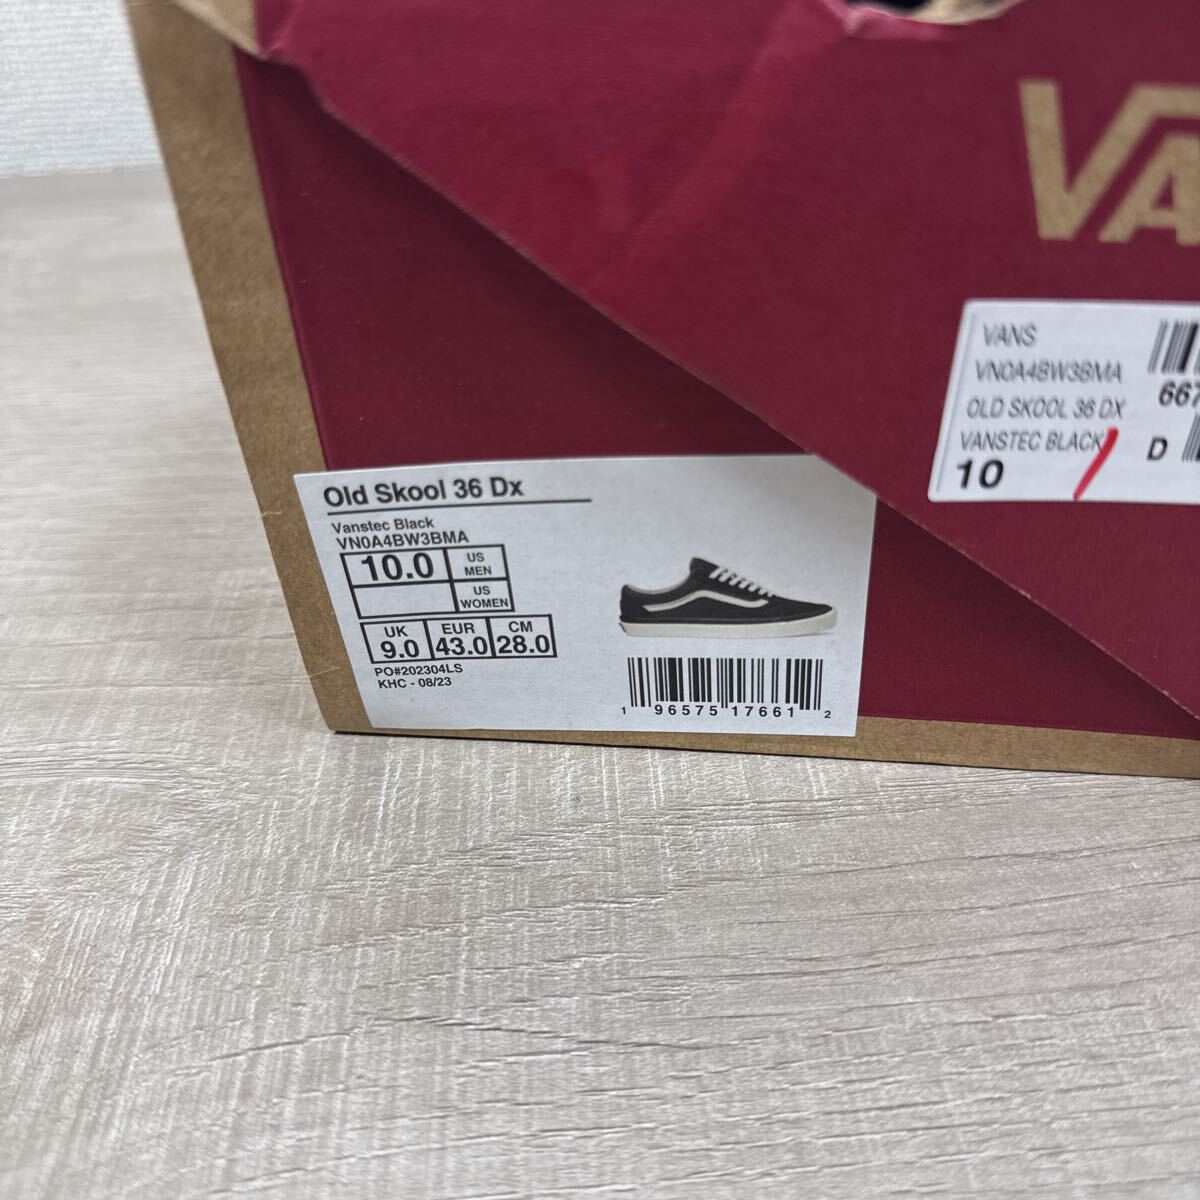 VA
VANS
VN0A4BW3BMA
OLD SKOOL 36 DX
667
VANSTEC BLACK
D
10
Old Skool 36 Dx
Vanstec Black
VN0A4BW3BMA
10.0 US MEN
US WOMEN
UK EUR CM
9.0 43.0 28.0
PO#202304LS
KHC - 08/23
1 96575 17661 2